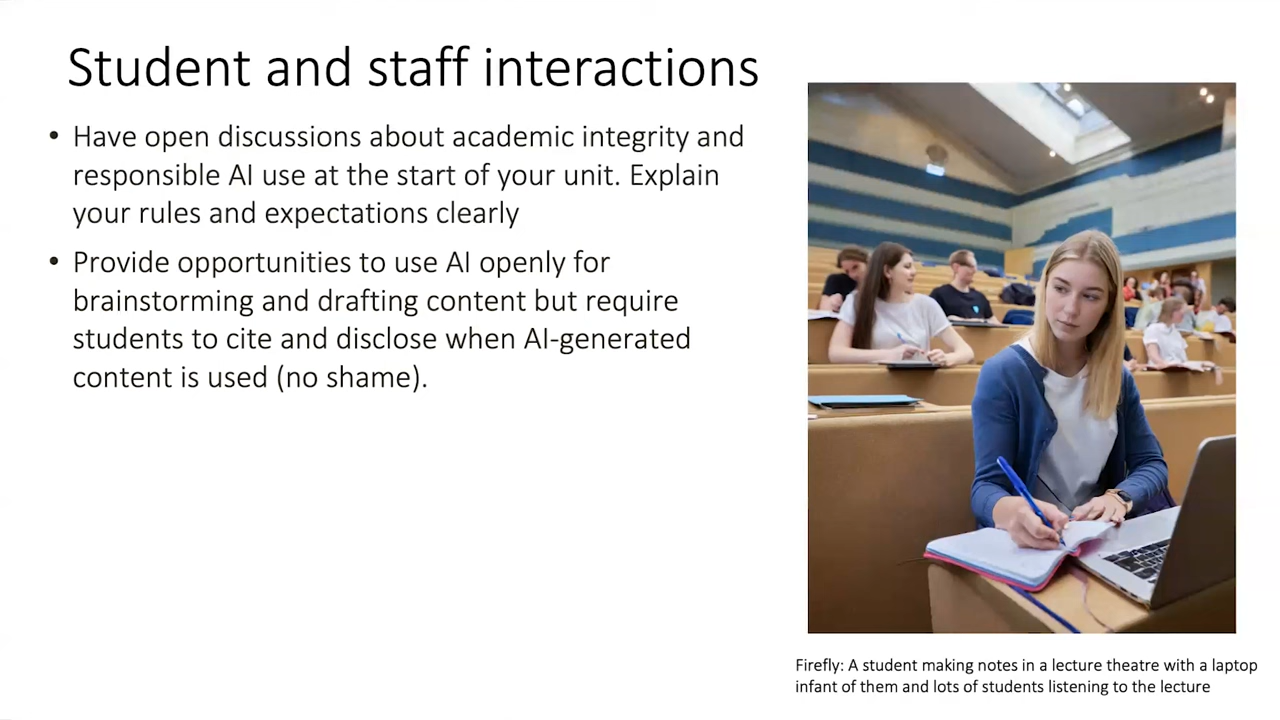 Student and staff interactions
• Have open discussions about academic integrity and
responsible AI use at the start of your unit. Explain
your rules and expectations clearly
• Provide opportunities to use AI openly for
brainstorming and drafting content but require
students to cite and disclose when AI-generated
content is used (no shame).
Firefly: A student making notes in a lecture theatre with a laptop
infant of them and lots of students listening to the lecture